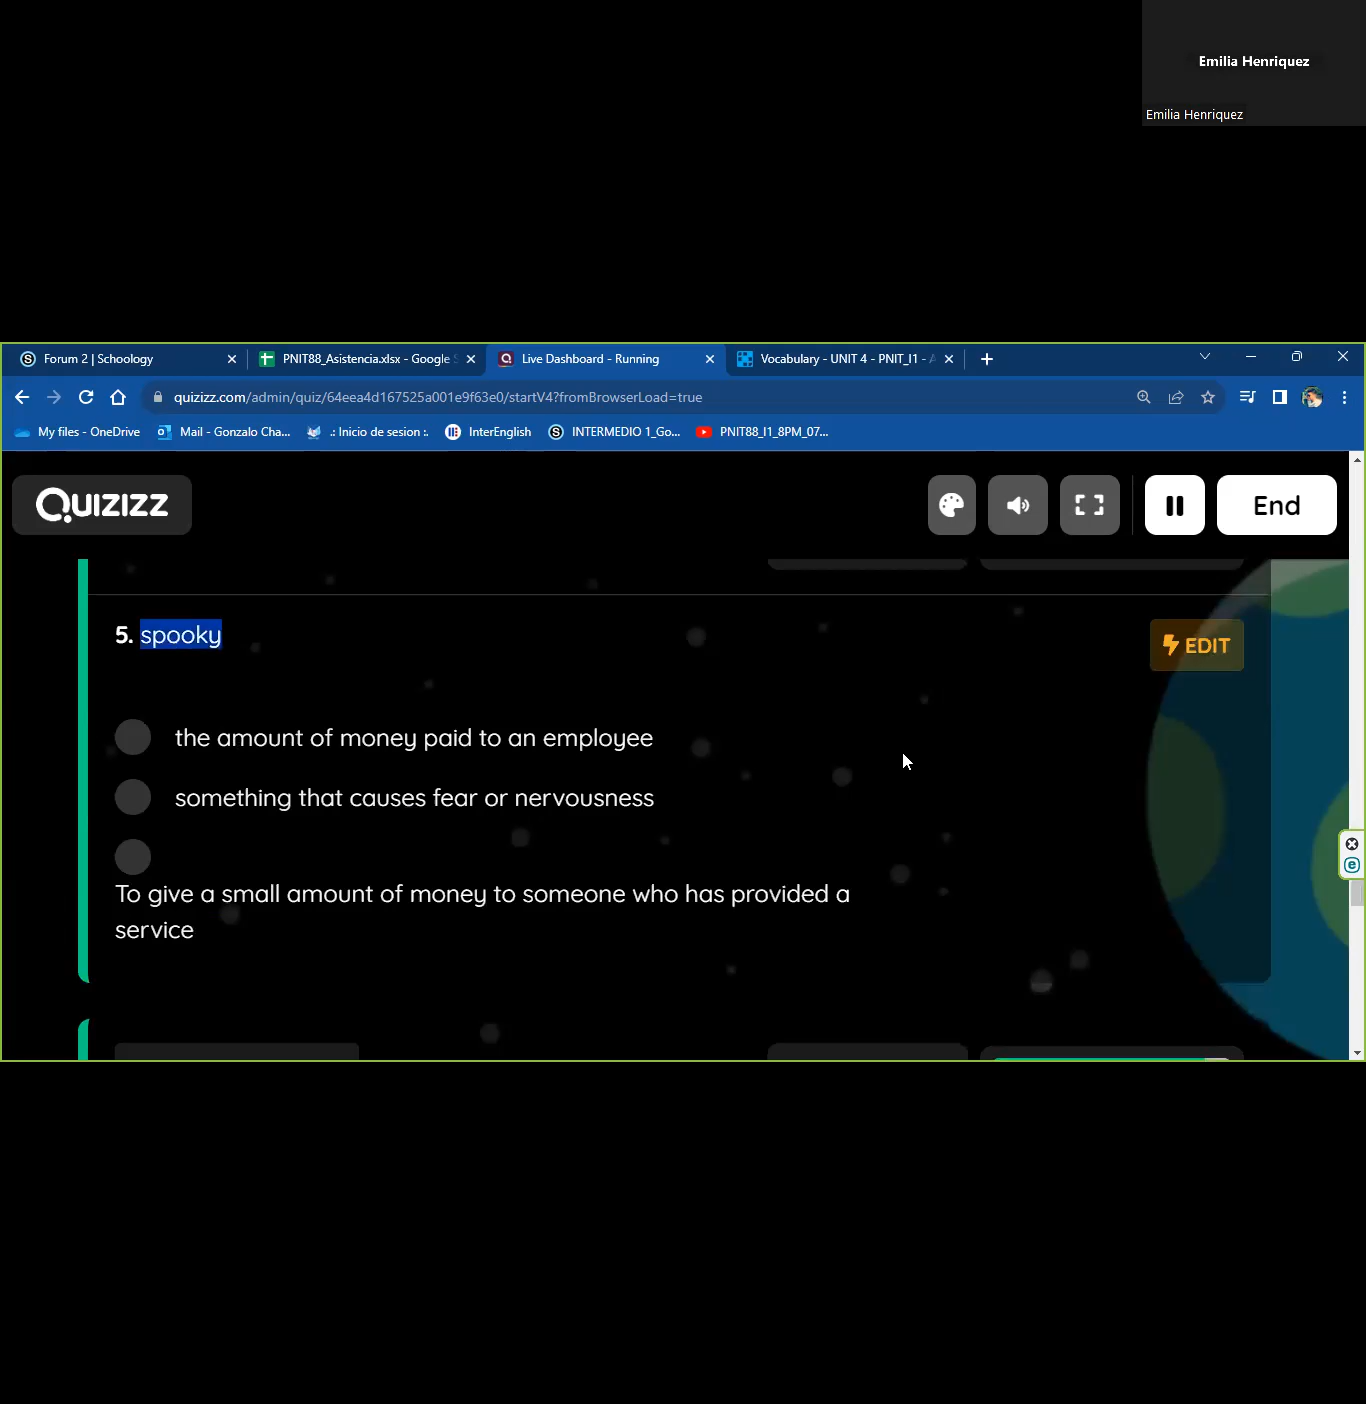 Emilia Henriquez
Emilia Henriquez
Forum 2 | Schoology
PNIT88_Asistencia.xlsx - Google
Live Dashboard - Running
Vocabulary - UNIT 4 - PNIT_I1 -
quizizz.com/admin/quiz/64eea4d167525a001e9f63e0/startV4?fromBrowserLoad=true
My files - OneDrive
Mail - Gonzalo Cha...
.: Inicio de sesion :.
InterEnglish
INTERMEDIO 1_Go...
PNIT88_I1_8PM_07...
Quizizz
End
5. spooky
EDIT
the amount of money paid to an employee
something that causes fear or nervousness
To give a small amount of money to someone who has provided a
service